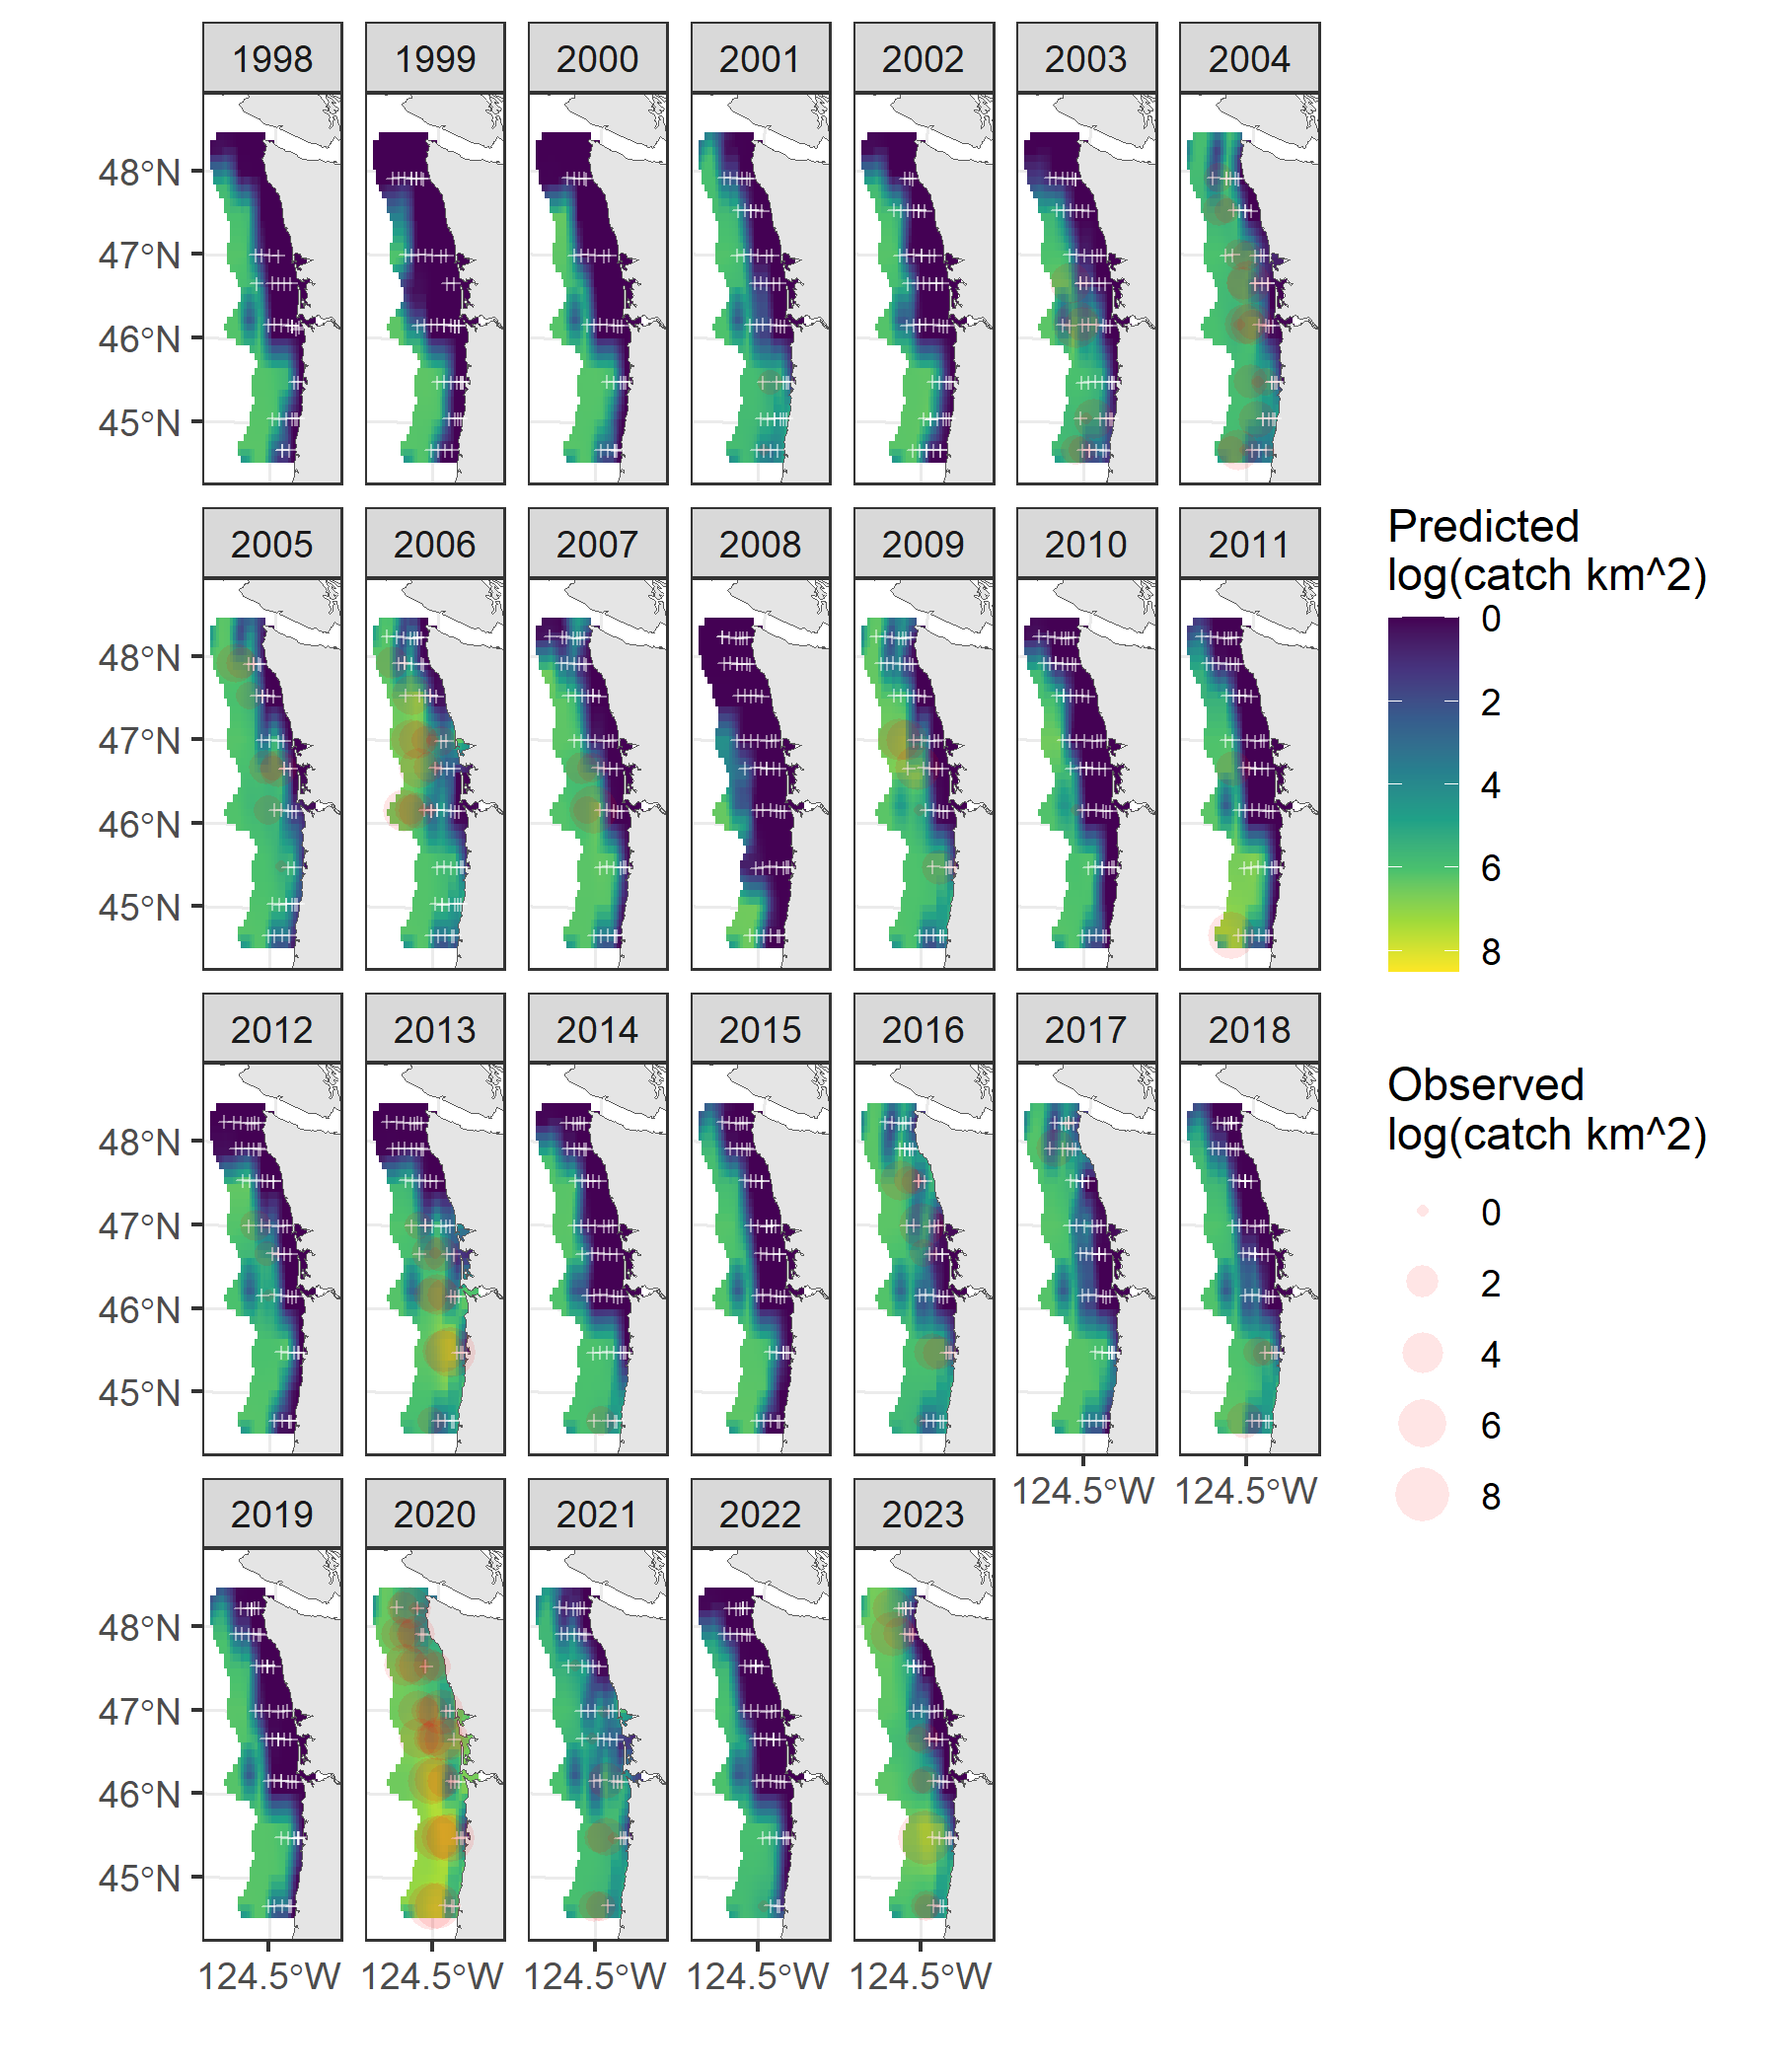 1998 1999 2000 2001 2002 2003 2004
48°N
47°N
46°N
45°N
2005 2006 2007 2008 2009 2010 2011
48°N
47°N
46°N
45°N
2012 2013 2014 2015 2016 2017 2018
48°N
47°N
46°N
45°N
124.5°W 124.5°W
2019 2020 2021 2022 2023
48°N
47°N
46°N
45°N
124.5°W 124.5°W 124.5°W 124.5°W 124.5°W
Predicted
log(catch km^2)
0
2
4
6
8
Observed
log(catch km^2)
0
2
4
6
8